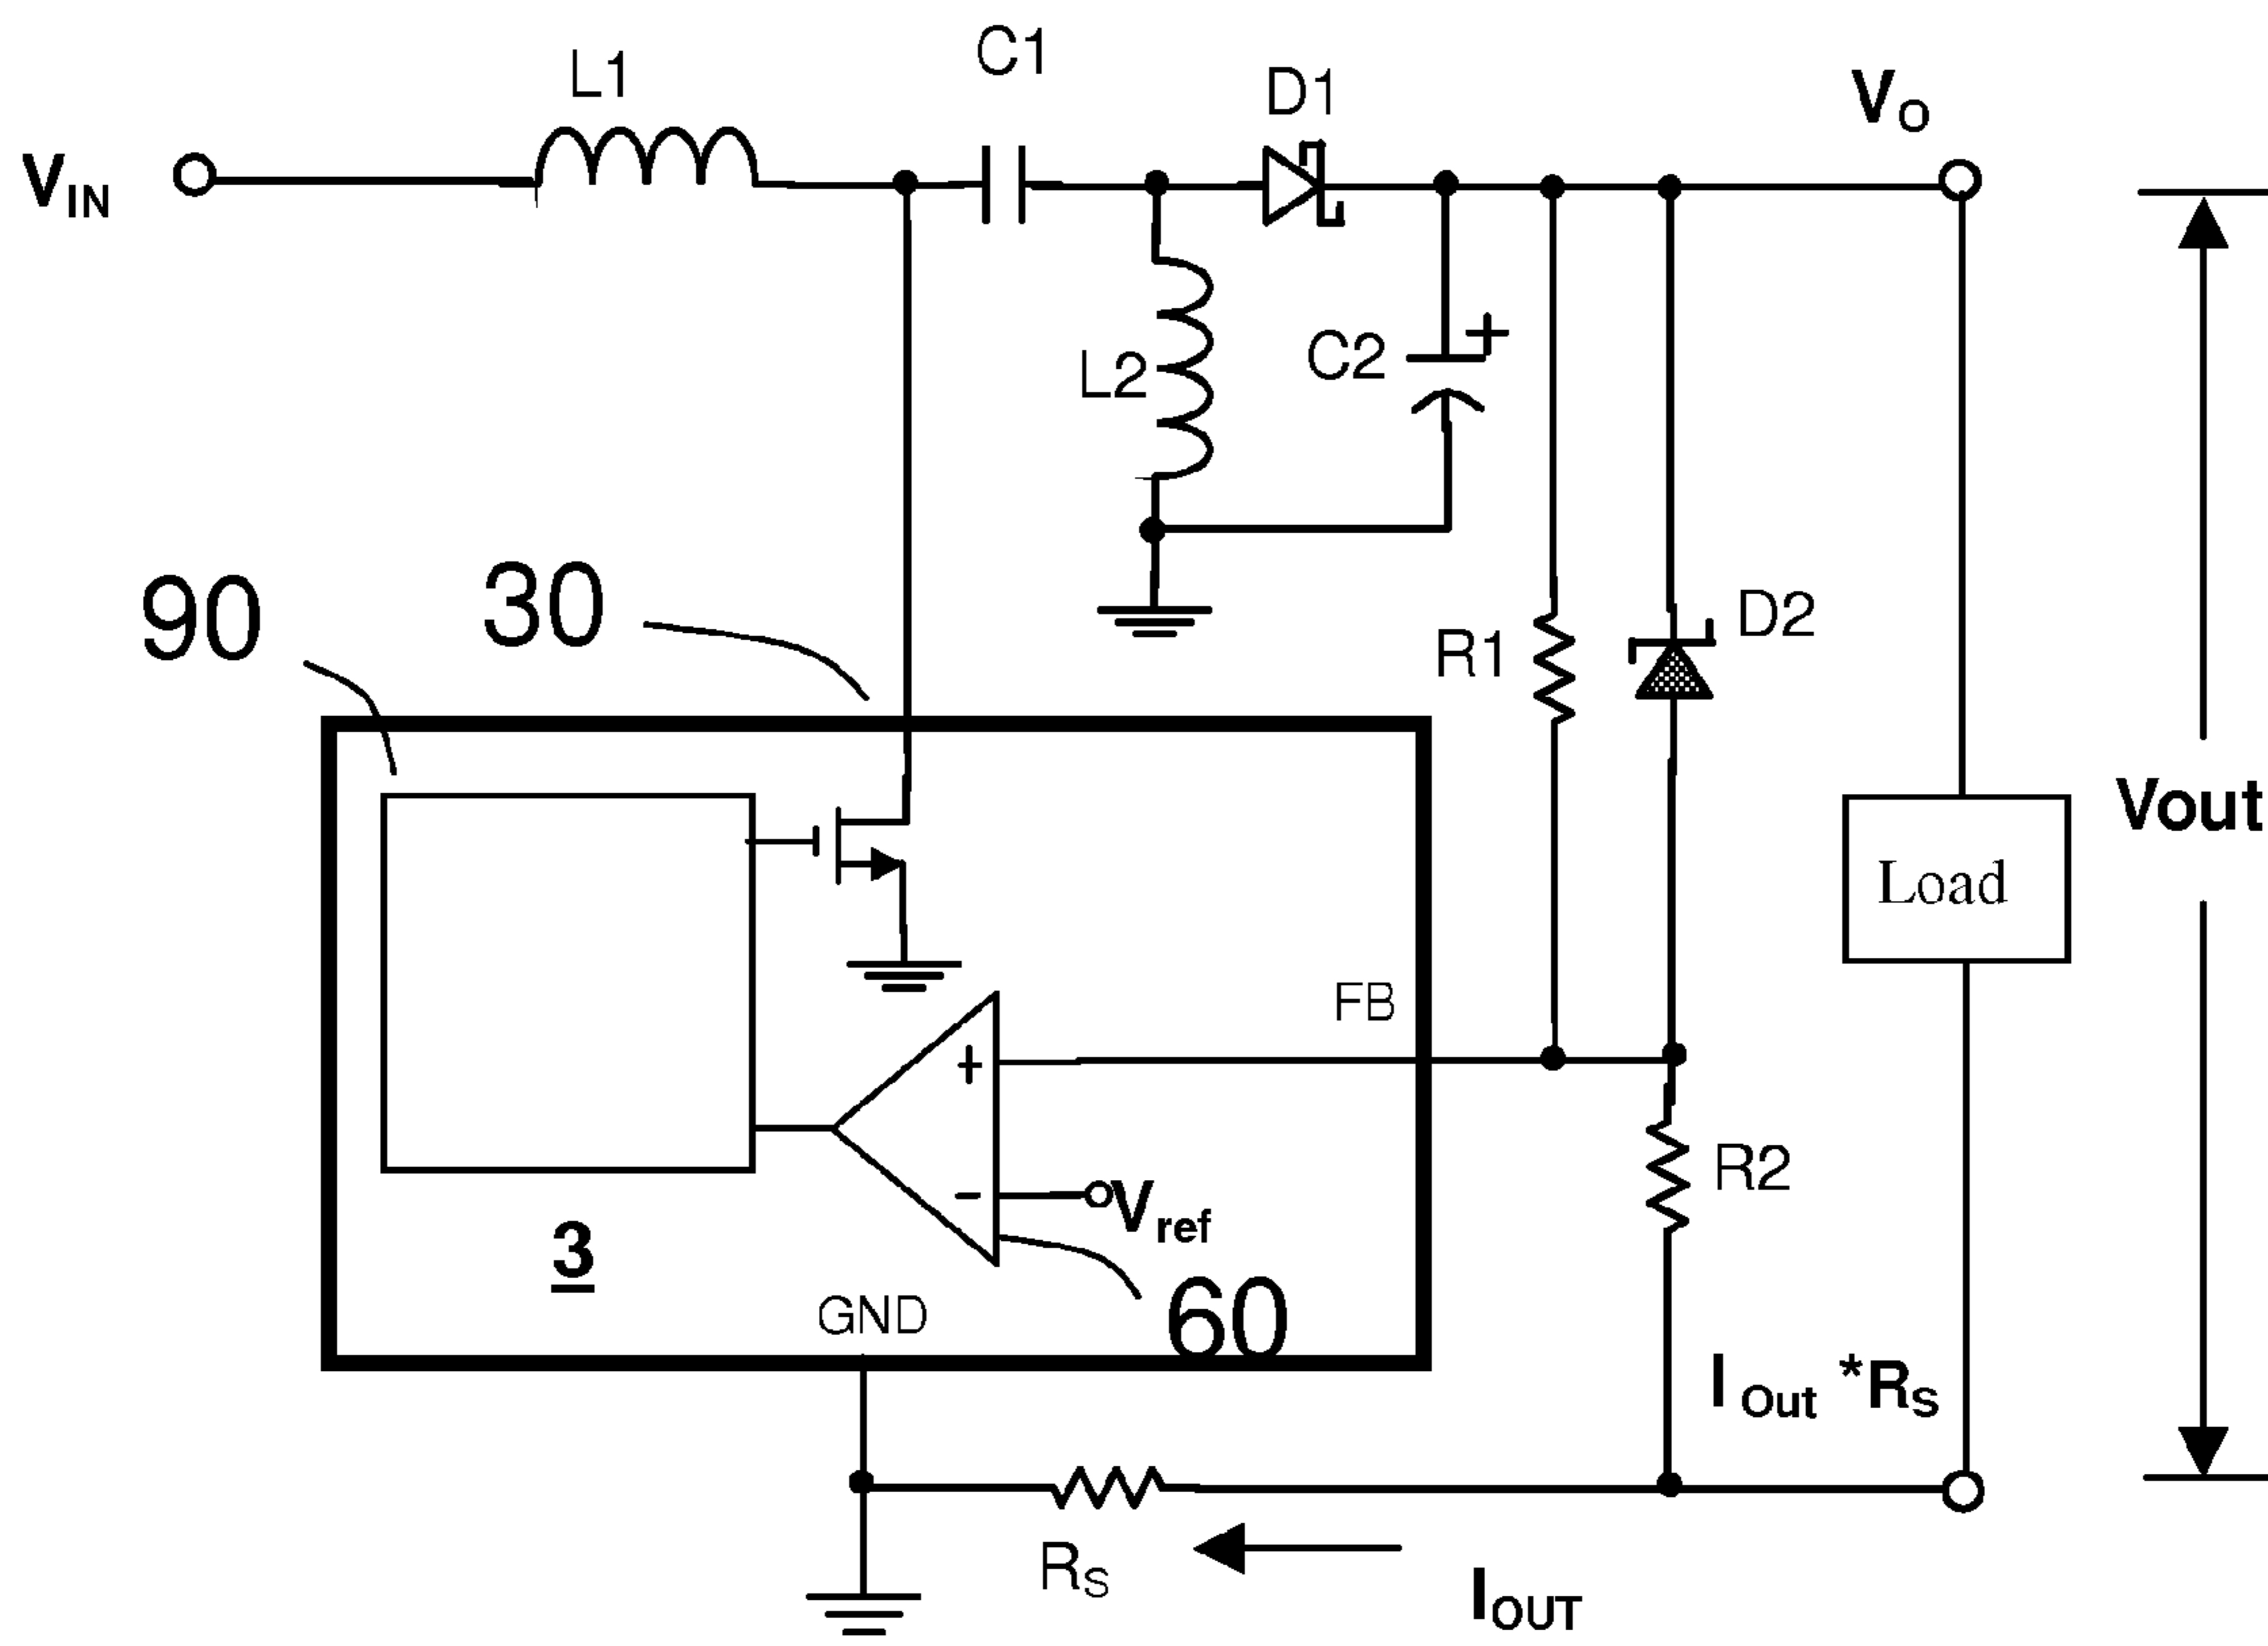 C1
L1
D1
VO
VIN
L2
C2
+
90
30
D2
R1
Vout
Load
FB
+
R2
-
Vref
3
GND
60
I Out *RS
RS
IOUT